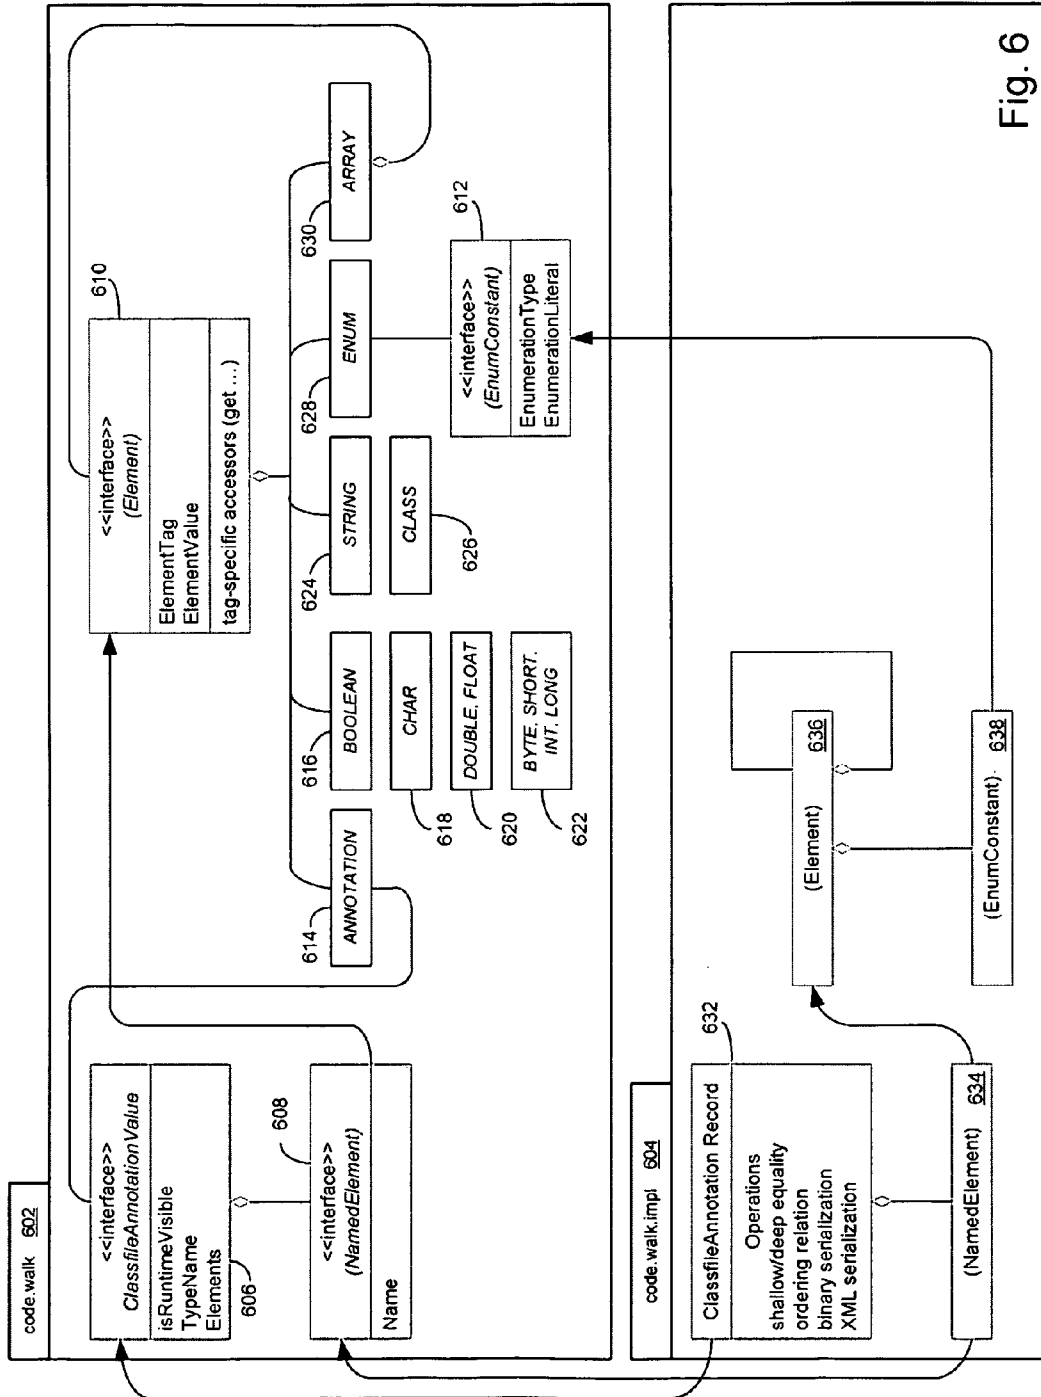 code.walk 602
<<interface>>
ClassfileAnnotationValue
isRuntimeVisible
TypeName
Elements
606
608
<<interface>>
(NamedElement)
Name
610
<<interface>>
(Element)
ElementTag
ElementValue
tag-specific accessors (get ...)
614
ANNOTATION
616
BOOLEAN
CHAR
618
DOUBLE, FLOAT
620
BYTE, SHORT.
INT, LONG
622
624
STRING
CLASS
626
628
ENUM
630
ARRAY
612
<<interface>>
(EnumConstant)
EnumerationType
EnumerationLiteral
code.walk.impl 604
632
ClassfileAnnotation Record
Operations
shallow/deep equality
ordering relation
binary serialization
XML serialization
(NamedElement) 634
(Element) 636
(EnumConstant). 638
Fig. 6